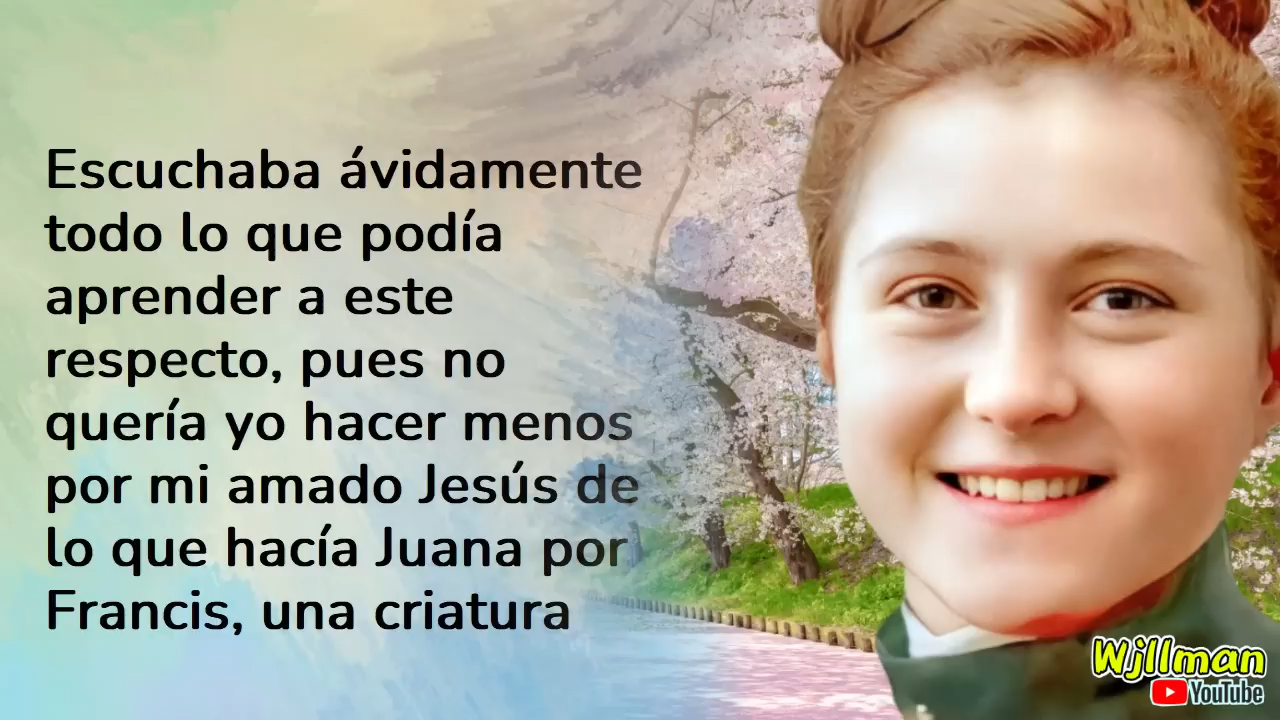 Escuchaba ávidamente
todo lo que podía
aprender a este
respecto, pues no
quería yo hacer menos
por mi amado Jesús de
lo que hacía Juana por
Francis, una criatura
Wjllman
YouTube